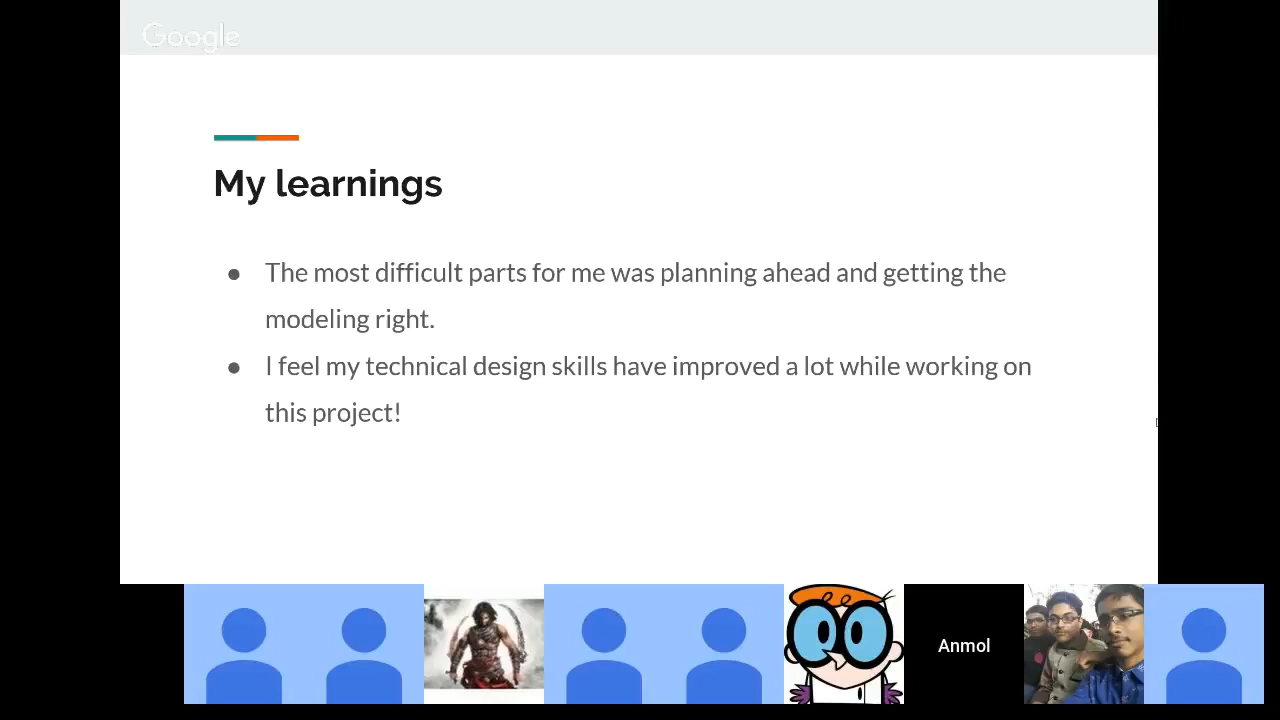 Google
My learnings
● The most difficult parts for me was planning ahead and getting the
modeling right.
● I feel my technical design skills have improved a lot while working on
this project!
Anmol